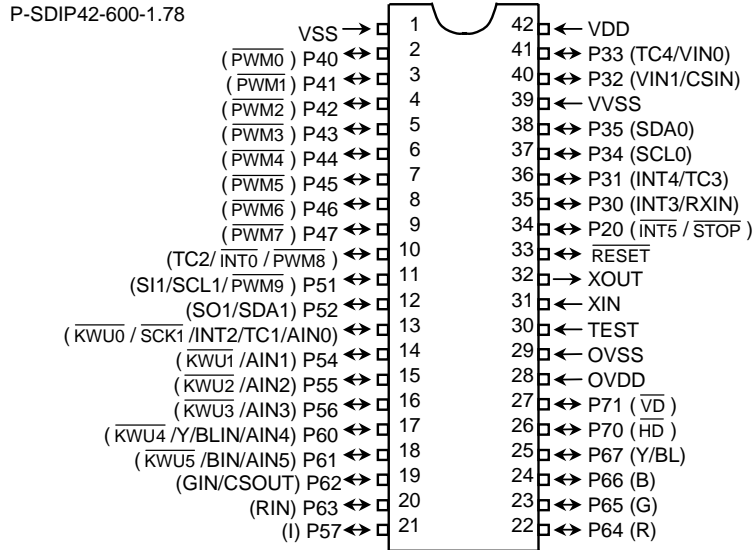 P-SDIP42-600-1.78
VSS 1 42 VDD
(PWM0) P40 2 41 P33 (TC4/VIN0)
(PWM1) P41 3 40 P32 (VIN1/CSIN)
(PWM2) P42 4 39 VVSS
(PWM3) P43 5 38 P35 (SDA0)
(PWM4) P44 6 37 P34 (SCL0)
(PWM5) P45 7 36 P31 (INT4/TC3)
(PWM6) P46 8 35 P30 (INT3/RXIN)
(PWM7) P47 9 34 P20 (INT5 / STOP)
(TC2/ INT0 / PWM8) 10 33 RESET
(SI1/SCL1/ PWM9) P51 11 32 XOUT
(SO1/SDA1) P52 12 31 XIN
(KWU0 / SCK1 /INT2/TC1/AIN0) 13 30 TEST
(KWU1 /AIN1) P54 14 29 OVSS
(KWU2 /AIN2) P55 15 28 OVDD
(KWU3 /AIN3) P56 16 27 P71 (VD)
(KWU4 /Y/BLIN/AIN4) P60 17 26 P70 (HD)
(KWU5 /BIN/AIN5) P61 18 25 P67 (Y/BL)
(GIN/CSOUT) P62 19 24 P66 (B)
(RIN) P63 20 23 P65 (G)
(I) P57 21 22 P64 (R)